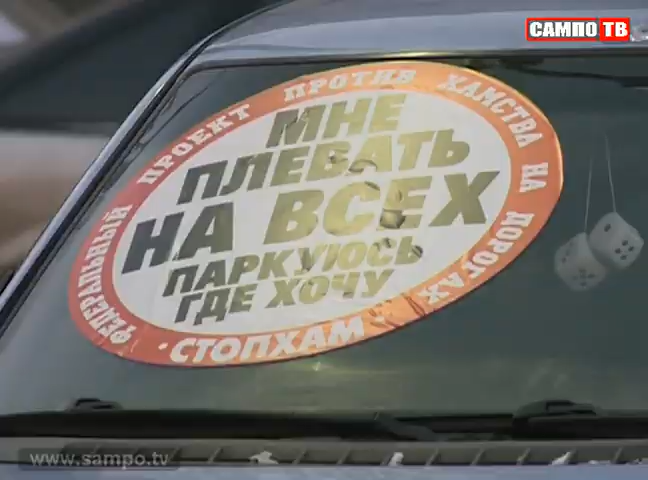 САМПО ТВ
ФЕДЕРАЛЬНЫЙ ПРОЕКТ ПРОТИВ ХАМСТВА НА ДОРОГАХ
МНЕ
ПЛЕВАТЬ
НА ВСЕХ
ПАРКУЮСЬ
ГДЕ ХОЧУ
· СТОПХАМ ·
www.sampo.tv